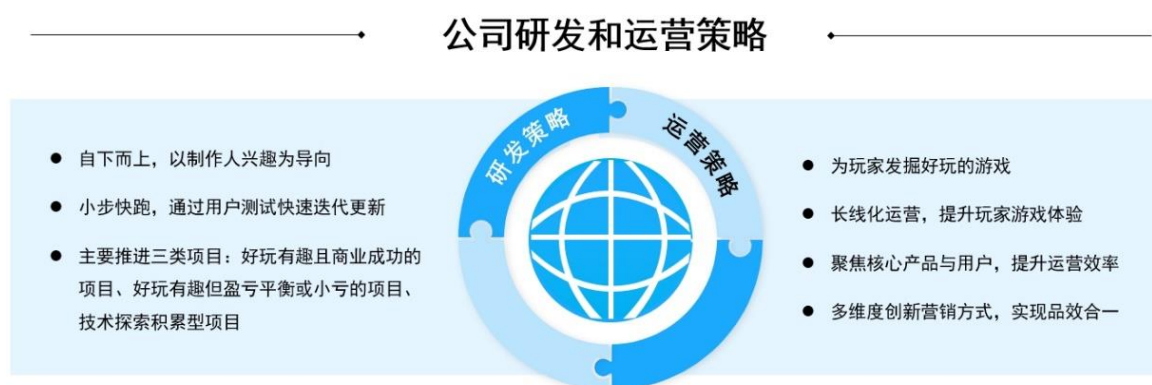 公司研发和运营策略
研发策略
运营策略
● 自下而上，以制作人兴趣为导向
● 小步快跑，通过用户测试快速迭代更新
● 主要推进三类项目：好玩有趣且商业成功的
项目、好玩有趣但盈亏平衡或小亏的项目、
技术探索积累型项目
● 为玩家发掘好玩的游戏
● 长线化运营，提升玩家游戏体验
● 聚焦核心产品与用户，提升运营效率
● 多维度创新营销方式，实现品效合一